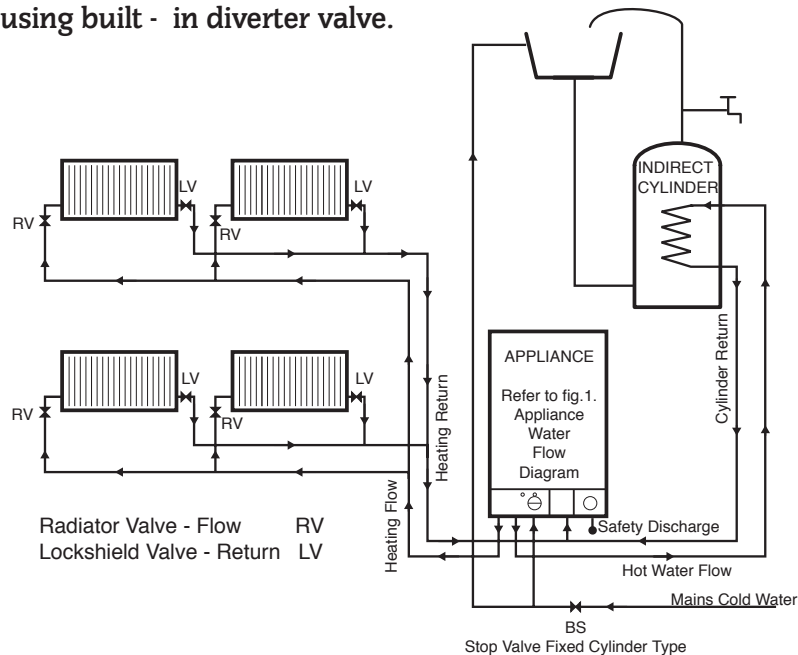 using built - in diverter valve.
INDIRECT
CYLINDER
LV
LV
RV
RV
LV
LV
RV
RV
APPLIANCE
Refer to fig.1.
Appliance
Water
Flow
Diagram
Cylinder Return
Heating Return
Heating Flow
Safety Discharge
Radiator Valve - Flow RV
Lockshield Valve - Return LV
Hot Water Flow
Mains Cold Water
BS
Stop Valve Fixed Cylinder Type